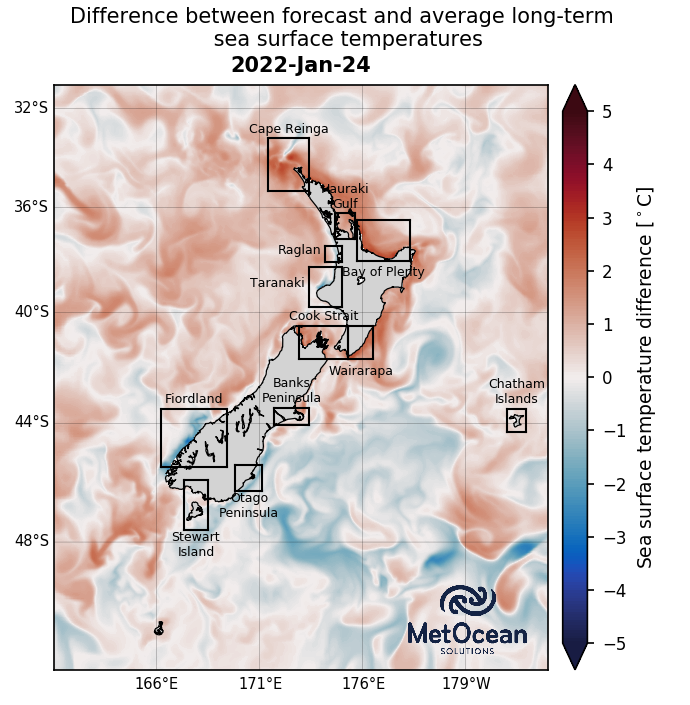 Difference between forecast and average long-term
sea surface temperatures
2022-Jan-24
32°S
36°S
40°S
44°S
48°S
166°E
171°E
176°E
179°W
Cape Reinga
Hauraki
Gulf
Raglan
Bay of Plenty
Taranaki
Cook Strait
Wairarapa
Banks
Peninsula
Fiordland
Chatham
Islands
Otago
Peninsula
Stewart
Island
MetOcean
SOLUTIONS
5
4
3
2
1
0
−1
−2
−3
−4
−5
Sea surface temperature difference [°C]